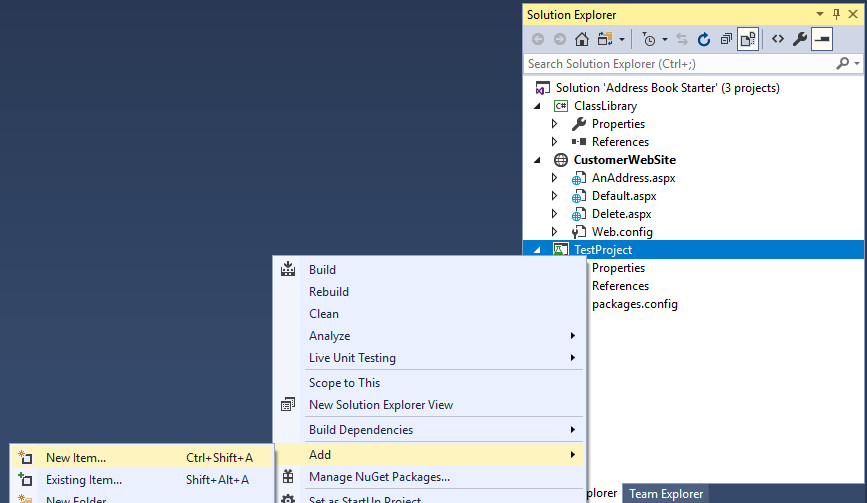 Solution Explorer
Search Solution Explorer (Ctrl+;)
Solution 'Address Book Starter' (3 projects)
C# ClassLibrary
Properties
References
CustomerWebSite
AnAddress.aspx
Default.aspx
Delete.aspx
Web.config
TestProject
Properties
References
packages.config
Build
Rebuild
Clean
Analyze
Live Unit Testing
Scope to This
New Solution Explorer View
Build Dependencies
Add
Manage NuGet Packages...
Set as StartUp Project
New Item... Ctrl+Shift+A
Existing Item... Shift+Alt+A
New Folder
plorer Team Explorer